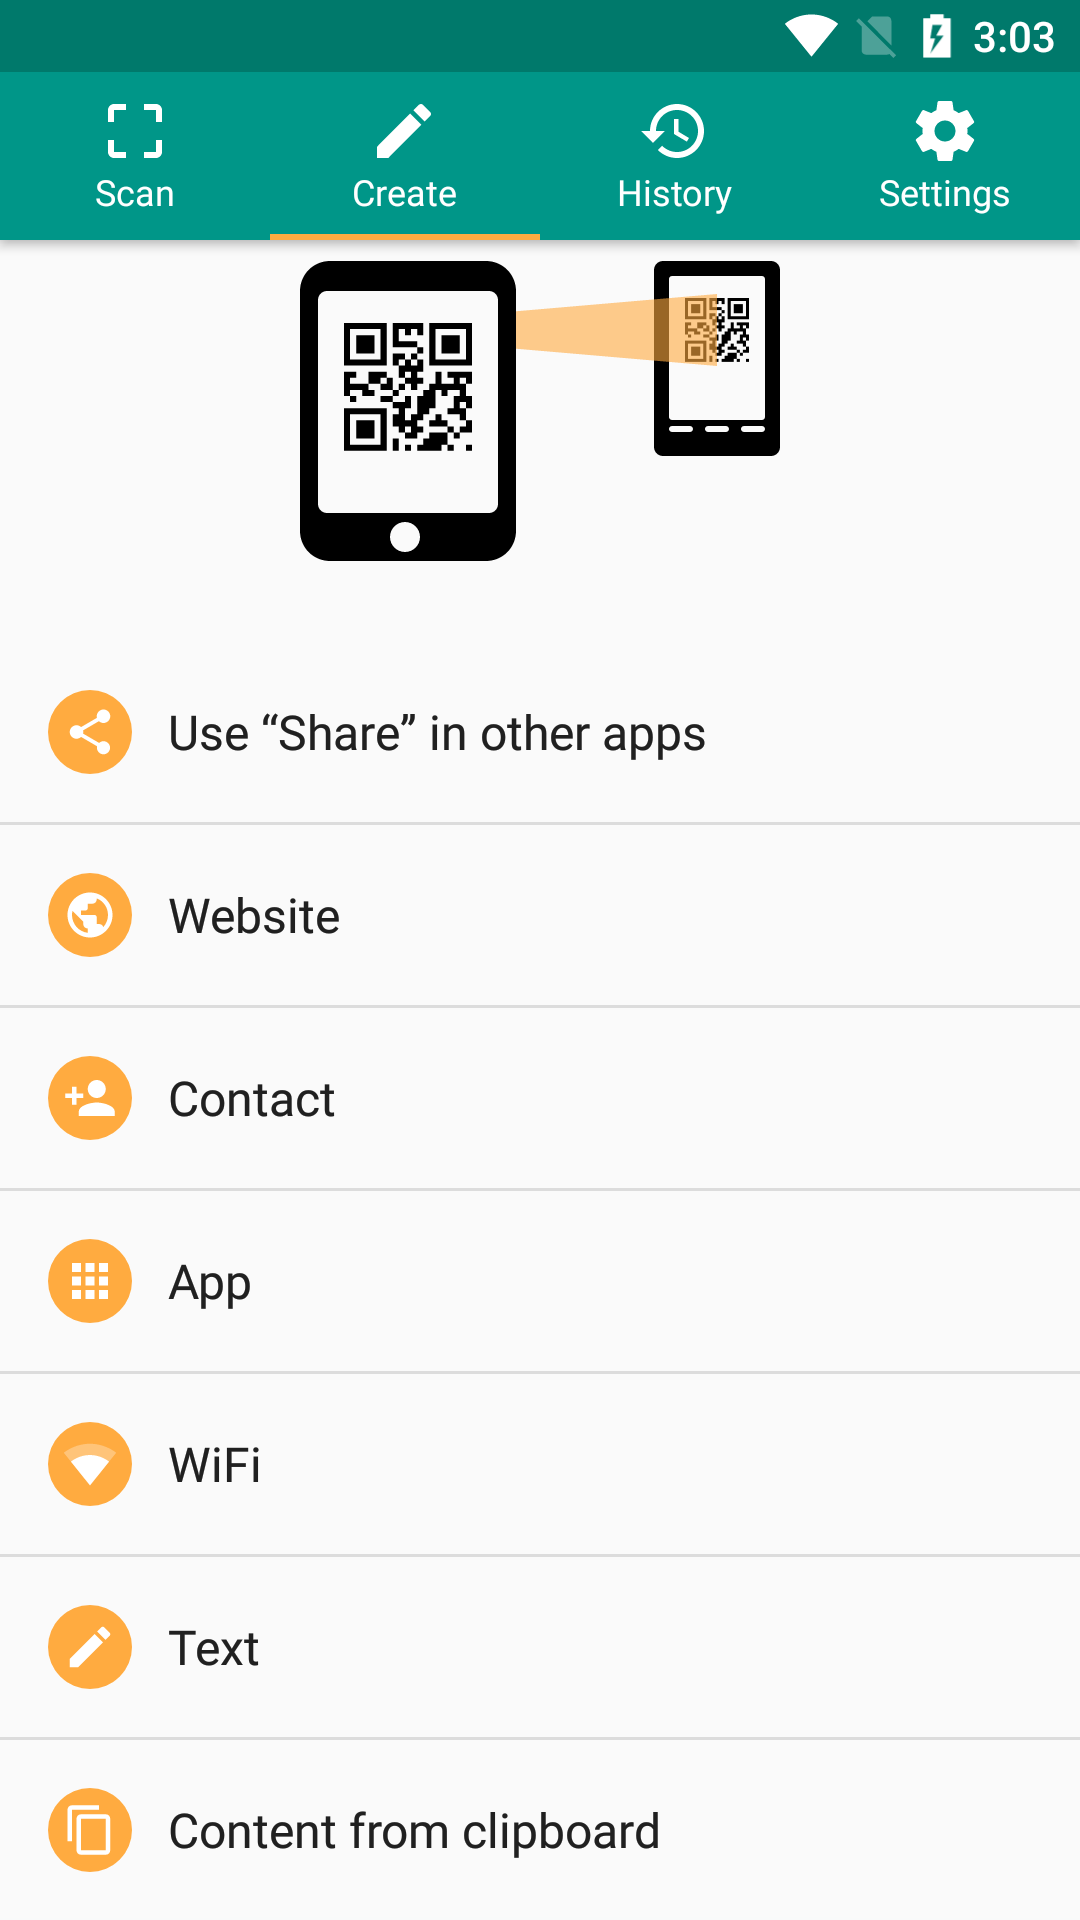 3:03
Scan Create History Settings
Use “Share” in other apps
Website
Contact
App
WiFi
Text
Content from clipboard